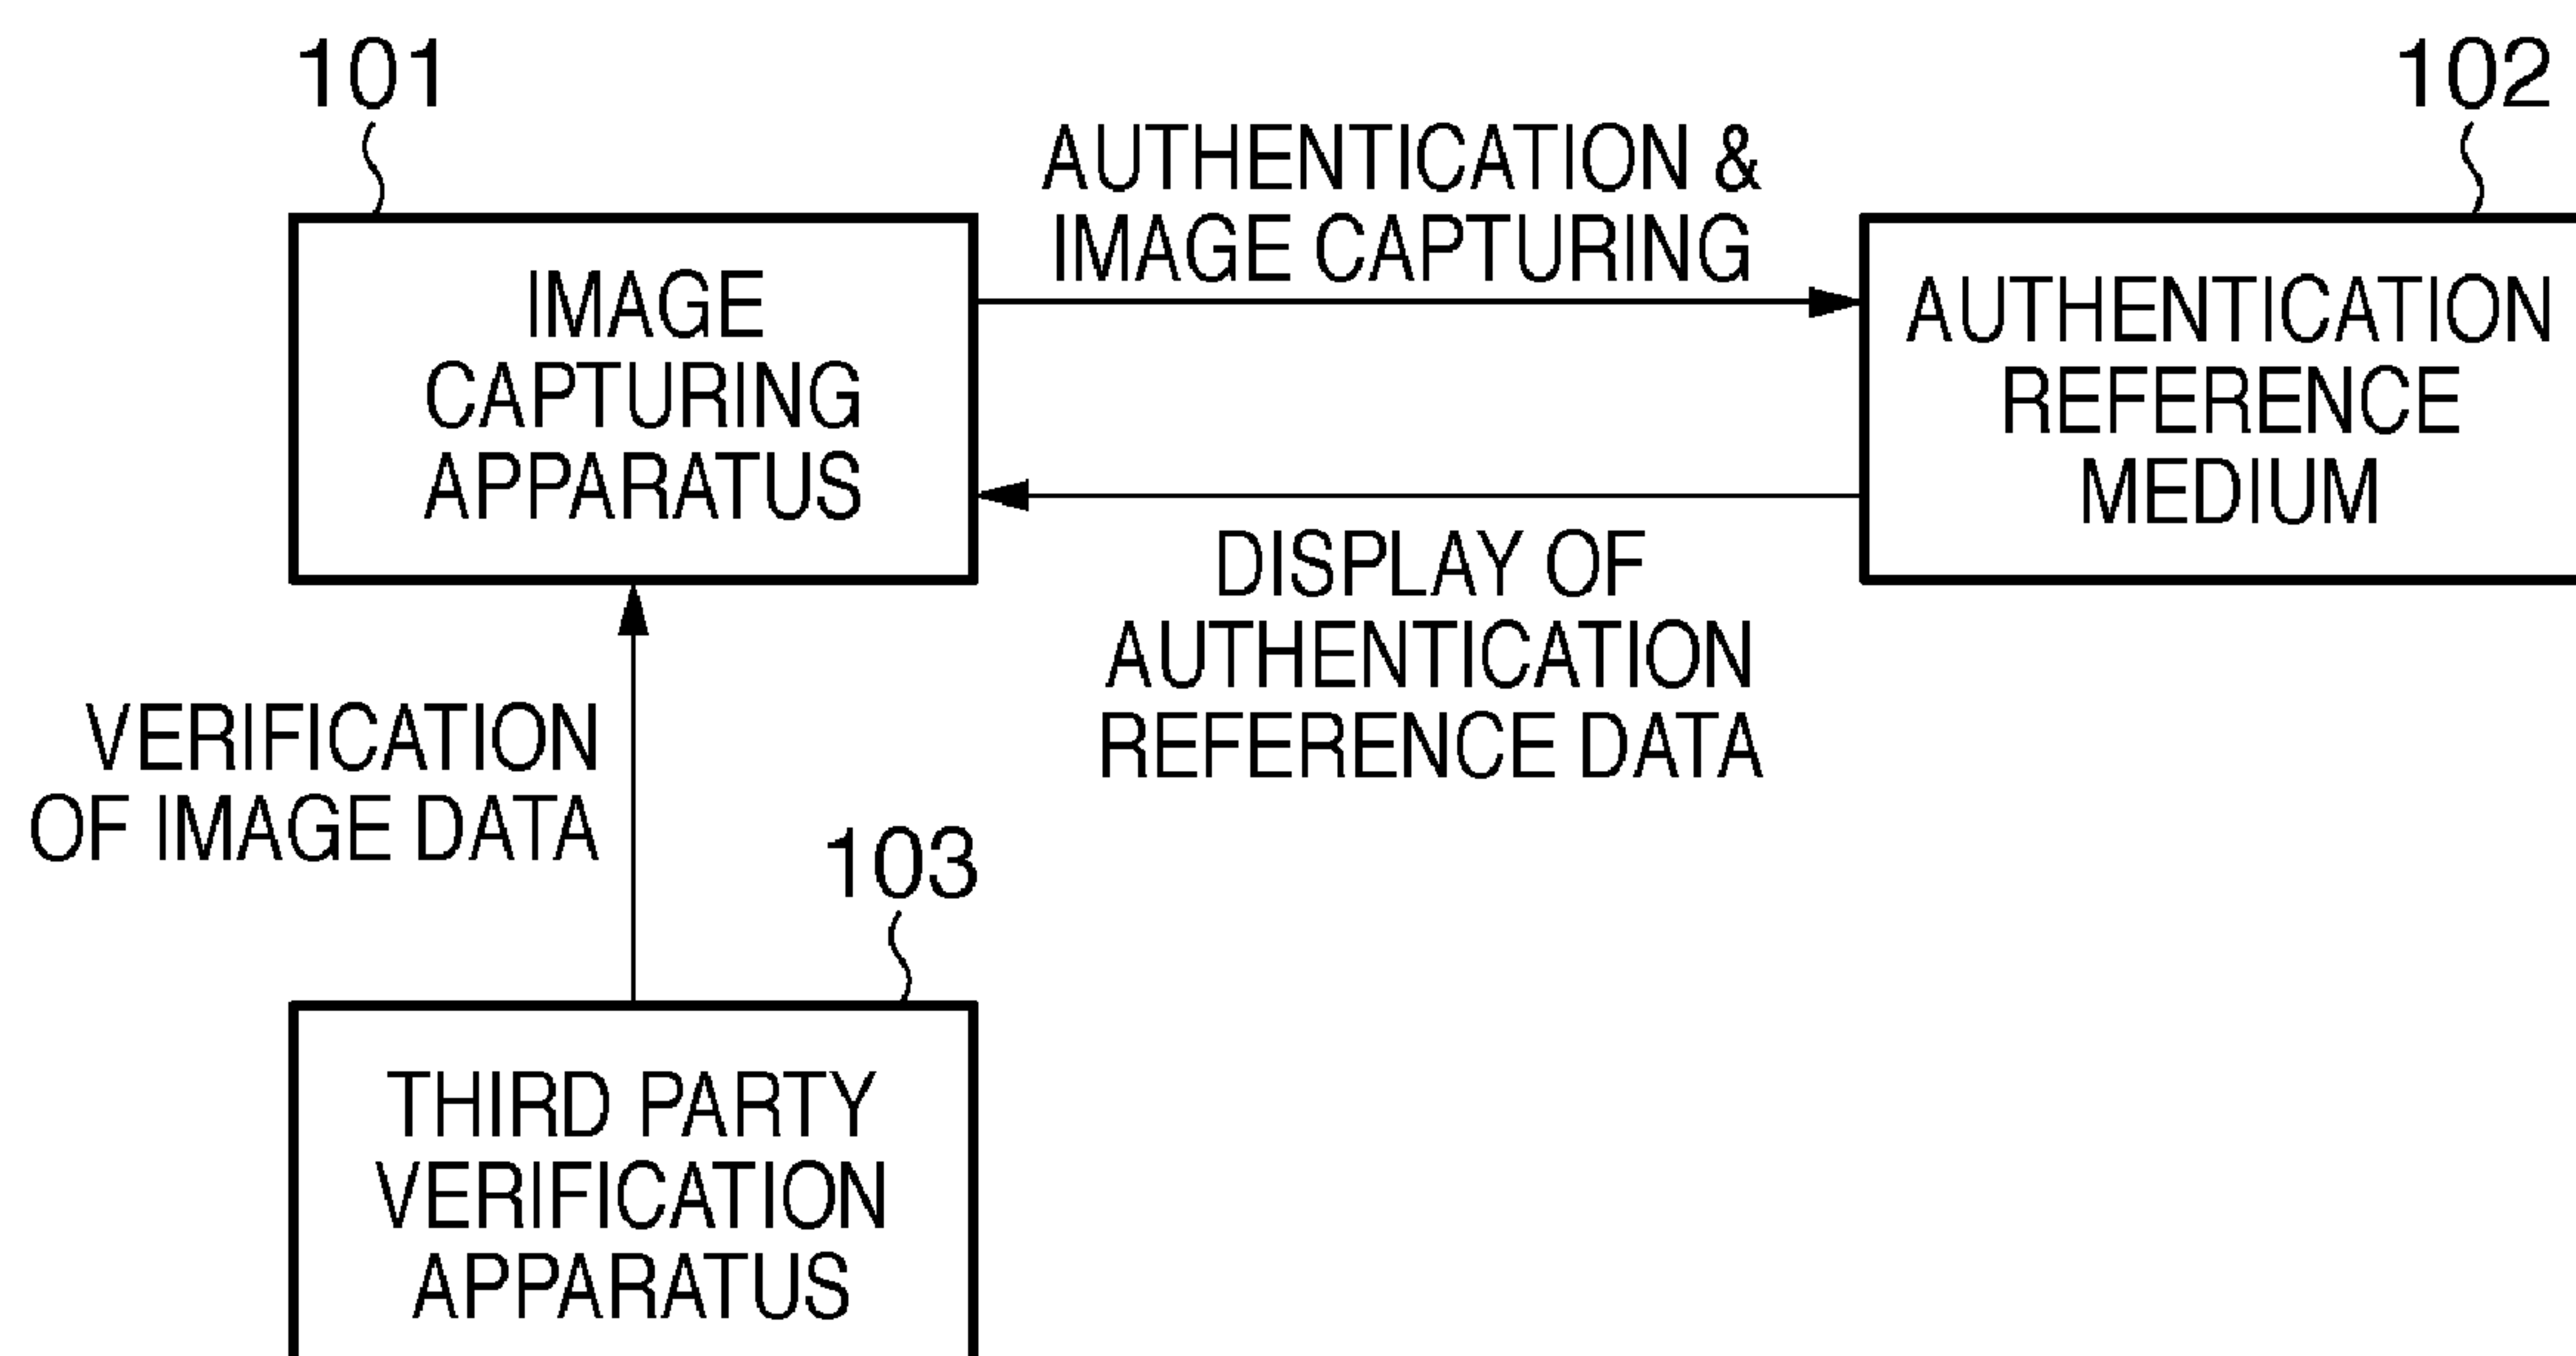 101
102
AUTHENTICATION &
IMAGE CAPTURING
IMAGE
CAPTURING
APPARATUS
AUTHENTICATION
REFERENCE
MEDIUM
DISPLAY OF
AUTHENTICATION
REFERENCE DATA
VERIFICATION
OF IMAGE DATA
103
THIRD PARTY
VERIFICATION
APPARATUS